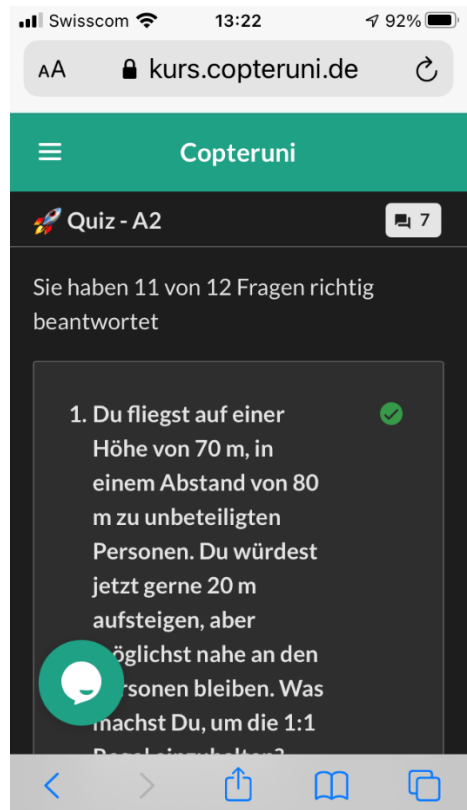 Swisscom 13:22 92%
AA kurs.copteruni.de
Copteruni
🚀 Quiz - A2 7
Sie haben 11 von 12 Fragen richtig
beantwortet
1. Du fliegst auf einer
Höhe von 70 m, in
einem Abstand von 80
m zu unbeteiligten
Personen. Du würdest
jetzt gerne 20 m
aufsteigen, aber
öglichst nahe an den
rsonen bleiben. Was
machst Du, um die 1:1